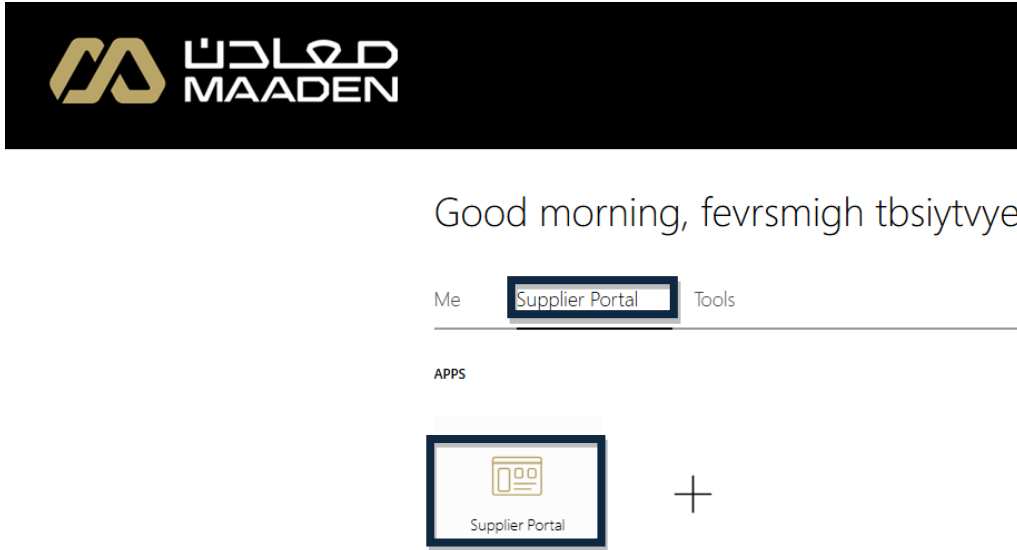 معادن
MAADEN
Good morning, fevrsmigh tbsiytvye
Me Supplier Portal Tools
APPS
Supplier Portal